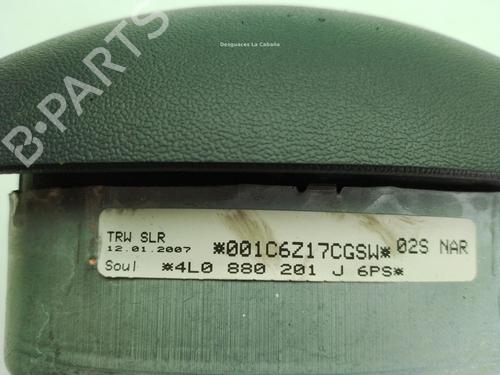 Desguaces La Cabaña
B-PARTS
TRW SLR
12.01.2007
*001C6Z17CGSW*
02S NAR
Soul
*4L0 880 201 J 6PS*